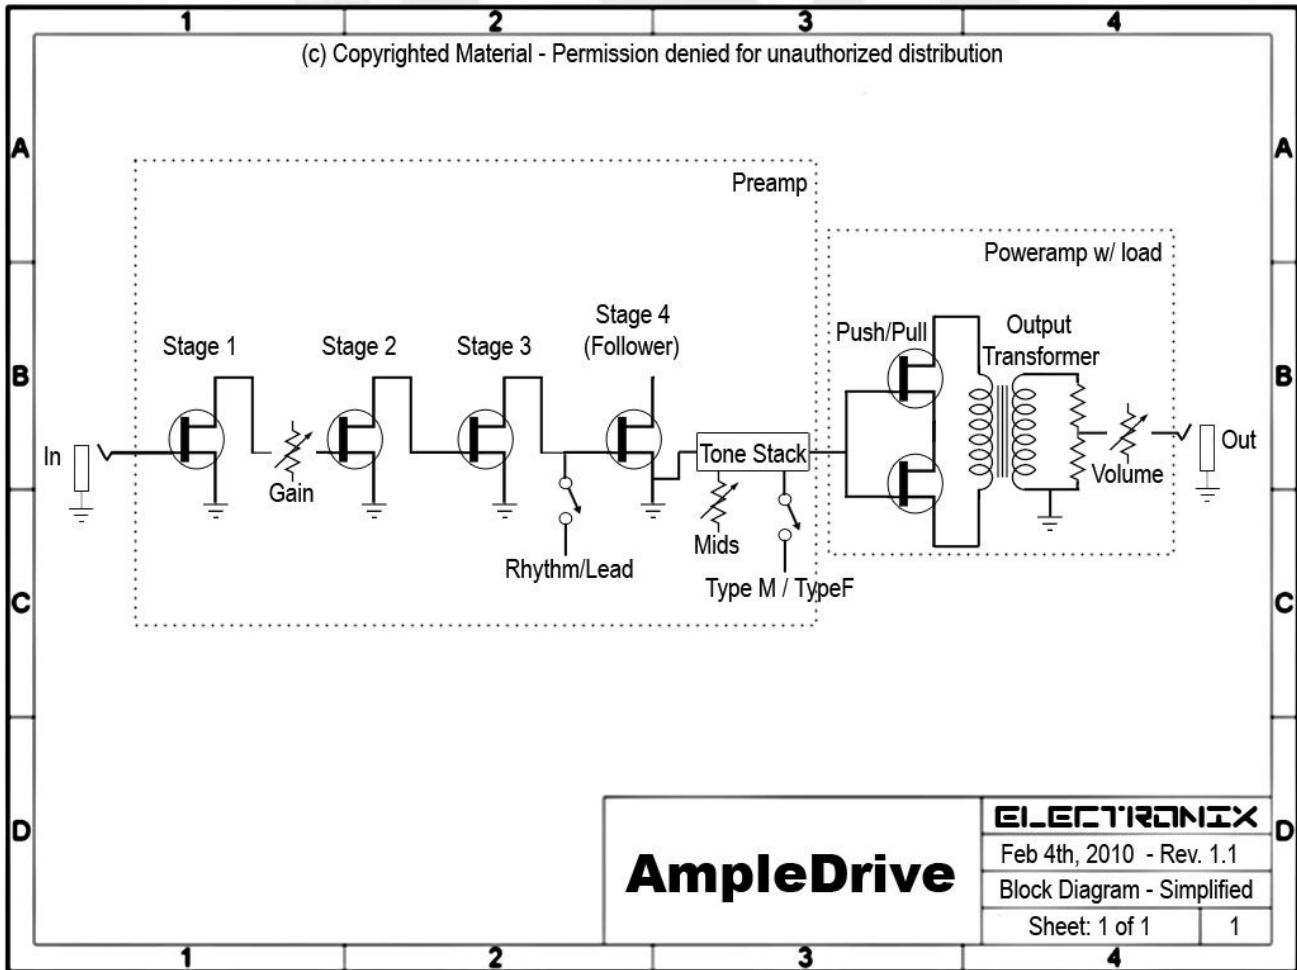 1 2 3 4
(c) Copyrighted Material - Permission denied for unauthorized distribution
A A
Preamp
Poweramp w/ load
Stage 1
Stage 2
Stage 3
Stage 4
(Follower)
Push/Pull
Output
Transformer
B B
In
Gain
Tone Stack
Volume
Out
Mids
Rhythm/Lead
Type M / TypeF
C C
AmpleDrive
ELECTRONIX
D D
Feb 4th, 2010 - Rev. 1.1
Block Diagram - Simplified
Sheet: 1 of 1 1
1 2 3 4